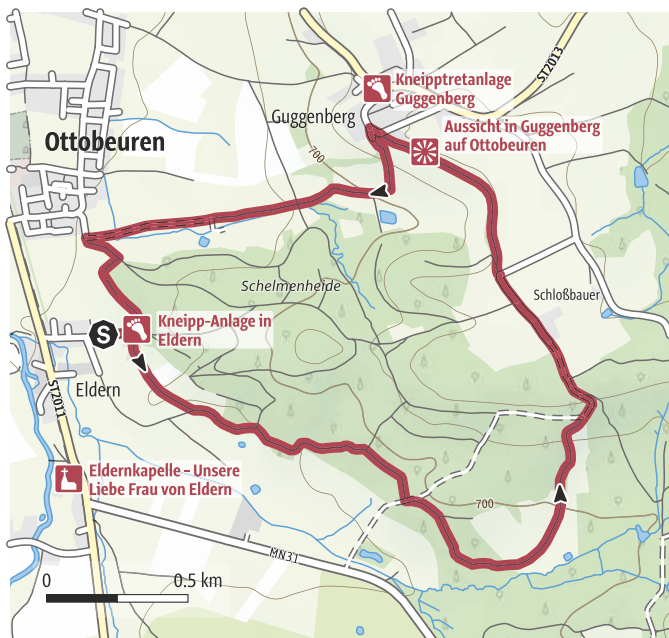 ST2013
Kneipptretanlage
Guggenberg
Guggenberg
Aussicht in Guggenberg
auf Ottobeuren
Ottobeuren
700
Schelmenheide
Schloßbauer
Kneipp-Anlage in
Eldern
S
Eldern
ST2011
Eldernkapelle – Unsere
Liebe Frau von Eldern
700
MN31
0 0.5 km